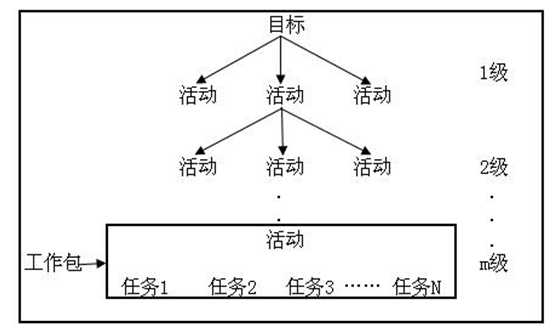 目标
1级
活动 活动 活动
活动 活动 活动 2级
活动
工作包 m级
任务1 任务2 任务3 …… 任务N